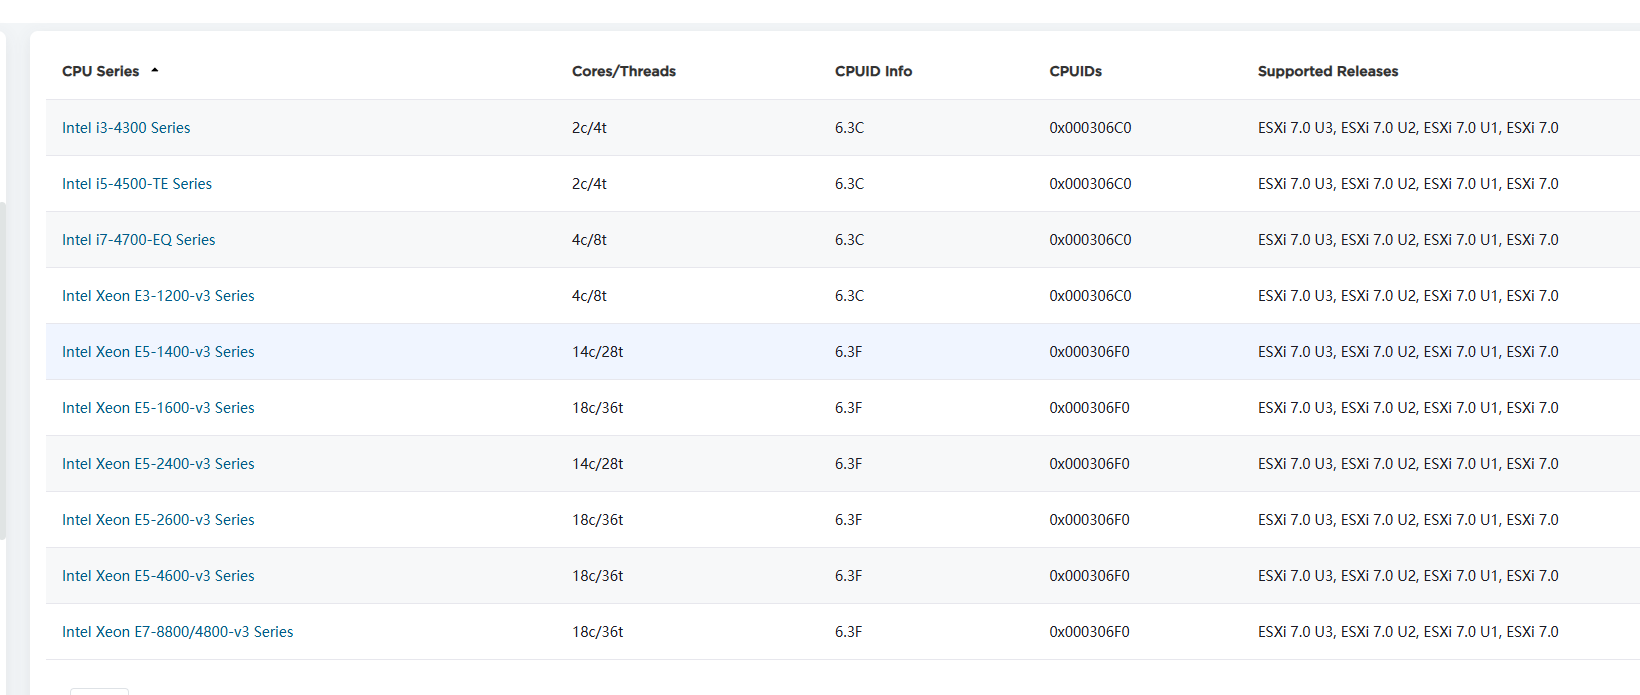 CPU Series Cores/Threads CPUID Info CPUIDs Supported Releases
Intel i3-4300 Series 2c/4t 6.3C 0x000306C0 ESXi 7.0 U3, ESXi 7.0 U2, ESXi 7.0 U1, ESXi 7.0
Intel i5-4500-TE Series 2c/4t 6.3C 0x000306C0 ESXi 7.0 U3, ESXi 7.0 U2, ESXi 7.0 U1, ESXi 7.0
Intel i7-4700-EQ Series 4c/8t 6.3C 0x000306C0 ESXi 7.0 U3, ESXi 7.0 U2, ESXi 7.0 U1, ESXi 7.0
Intel Xeon E3-1200-v3 Series 4c/8t 6.3C 0x000306C0 ESXi 7.0 U3, ESXi 7.0 U2, ESXi 7.0 U1, ESXi 7.0
Intel Xeon E5-1400-v3 Series 14c/28t 6.3F 0x000306F0 ESXi 7.0 U3, ESXi 7.0 U2, ESXi 7.0 U1, ESXi 7.0
Intel Xeon E5-1600-v3 Series 18c/36t 6.3F 0x000306F0 ESXi 7.0 U3, ESXi 7.0 U2, ESXi 7.0 U1, ESXi 7.0
Intel Xeon E5-2400-v3 Series 14c/28t 6.3F 0x000306F0 ESXi 7.0 U3, ESXi 7.0 U2, ESXi 7.0 U1, ESXi 7.0
Intel Xeon E5-2600-v3 Series 18c/36t 6.3F 0x000306F0 ESXi 7.0 U3, ESXi 7.0 U2, ESXi 7.0 U1, ESXi 7.0
Intel Xeon E5-4600-v3 Series 18c/36t 6.3F 0x000306F0 ESXi 7.0 U3, ESXi 7.0 U2, ESXi 7.0 U1, ESXi 7.0
Intel Xeon E7-8800/4800-v3 Series 18c/36t 6.3F 0x000306F0 ESXi 7.0 U3, ESXi 7.0 U2, ESXi 7.0 U1, ESXi 7.0